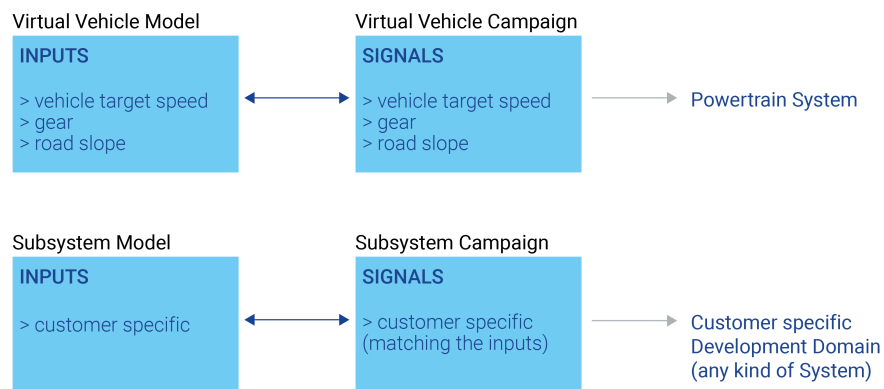 Virtual Vehicle Model
Virtual Vehicle Campaign
INPUTS
> vehicle target speed
> gear
> road slope
SIGNALS
> vehicle target speed
> gear
> road slope
Powertrain System
Subsystem Model
Subsystem Campaign
INPUTS
> customer specific
SIGNALS
> customer specific
(matching the inputs)
Customer specific
Development Domain
(any kind of System)